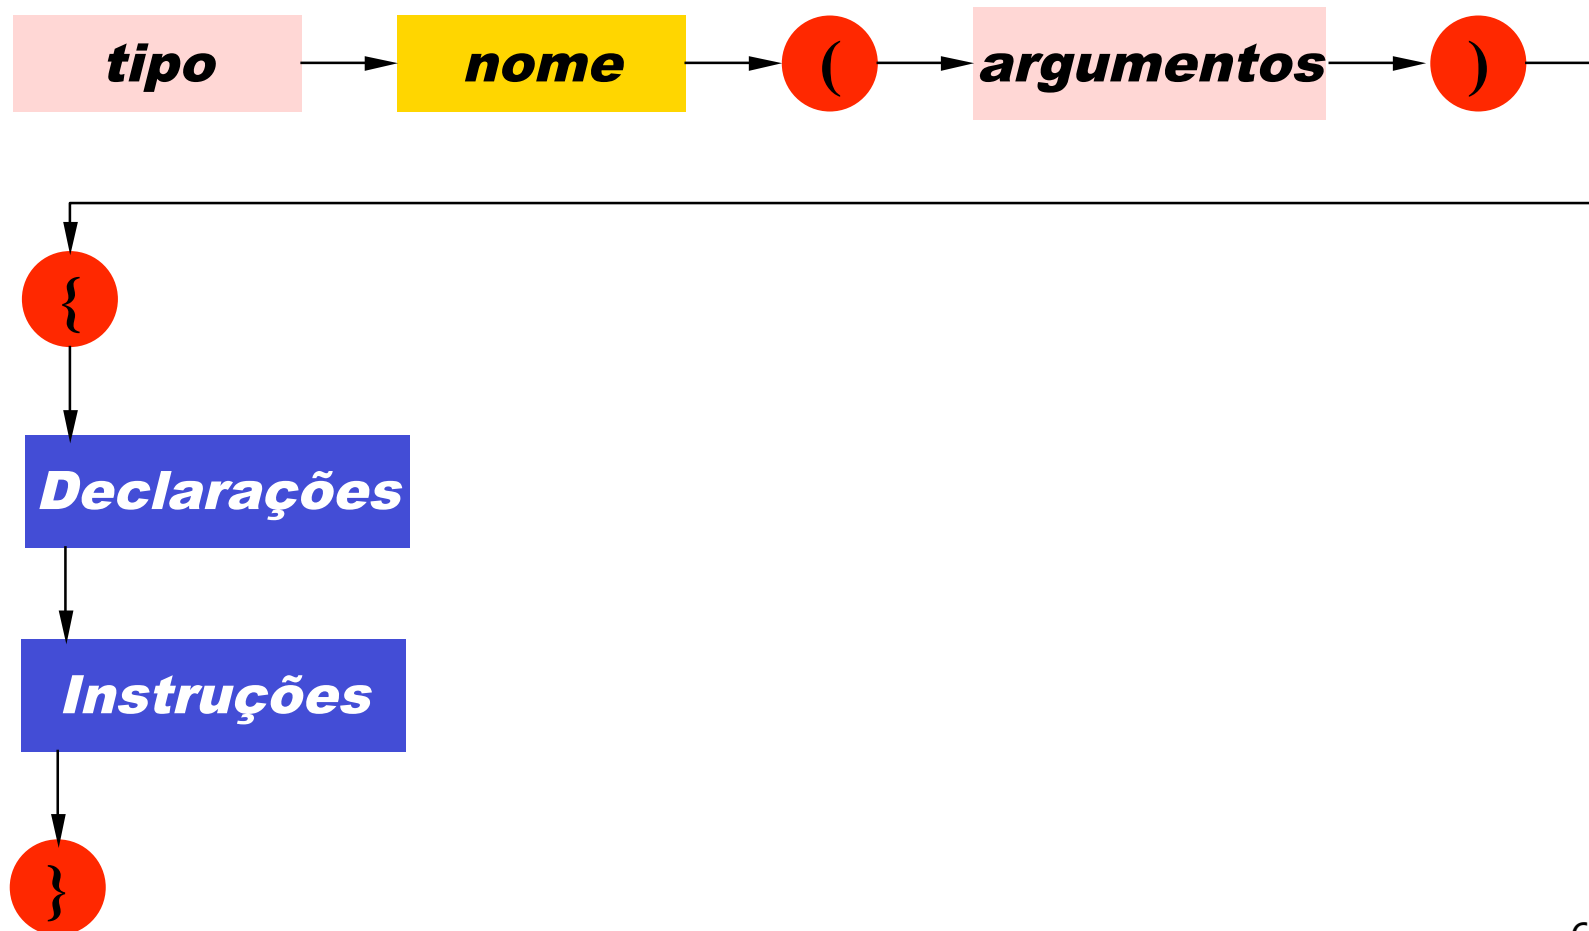 tipo nome ( argumentos )
{
Declarações
Instruções
}